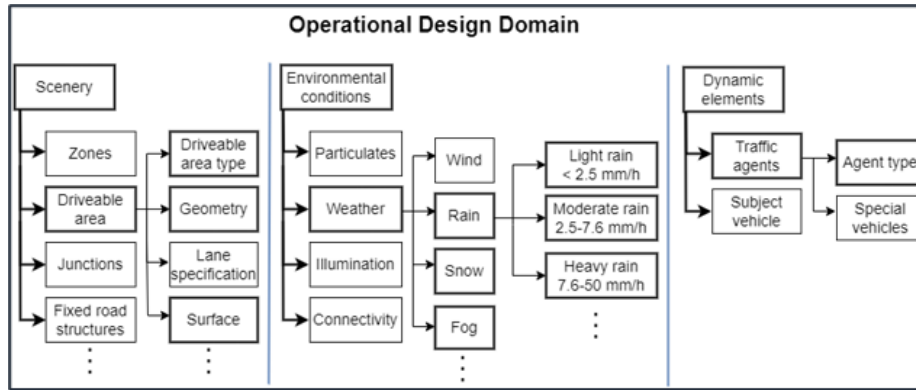 Operational Design Domain
Scenery
Zones
Driveable
area
Junctions
Fixed road
structures
Driveable
area type
Geometry
Lane
specification
Surface
Environmental
conditions
Particulates
Weather
Illumination
Connectivity
Wind
Rain
Snow
Fog
Light rain
< 2.5 mm/h
Moderate rain
2.5-7.6 mm/h
Heavy rain
7.6-50 mm/h
Dynamic
elements
Traffic
agents
Subject
vehicle
Agent type
Special
vehicles